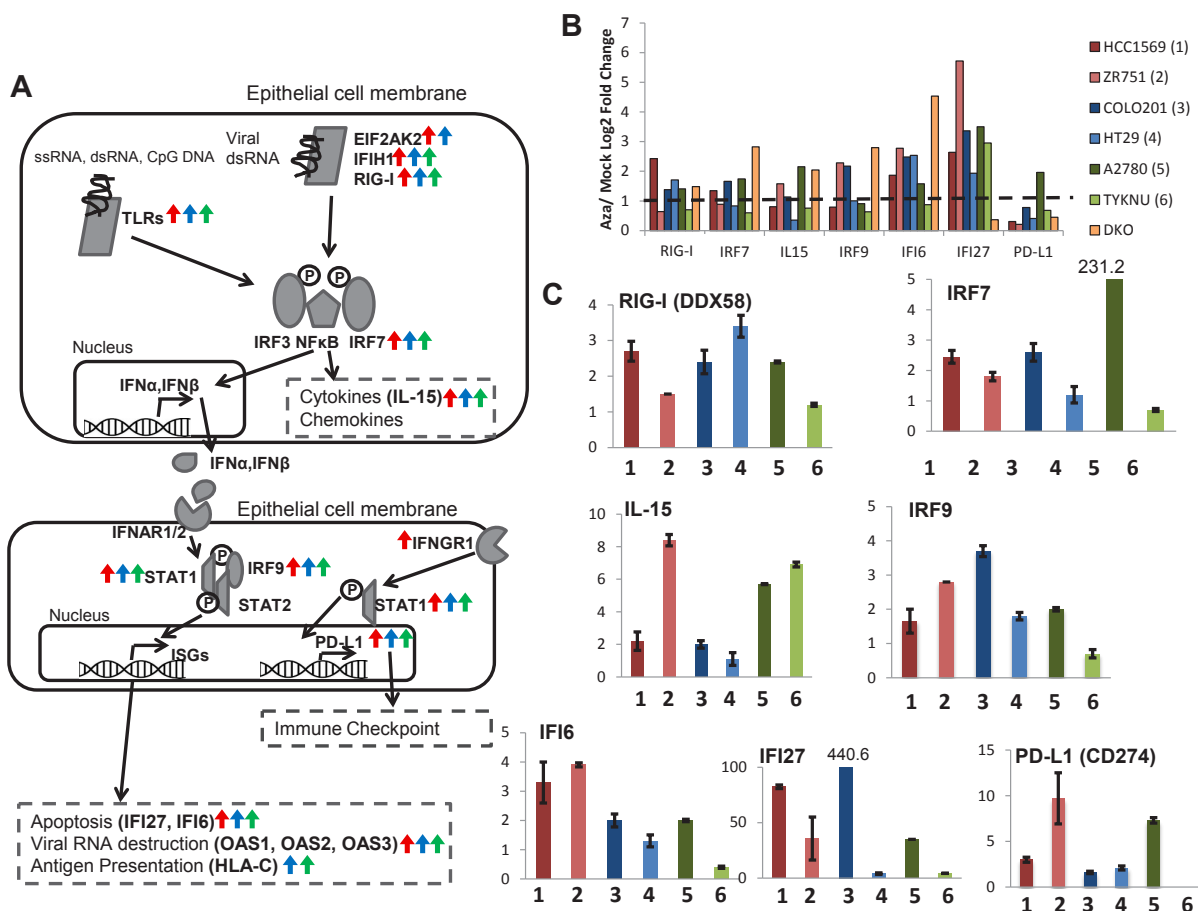 A
Epithelial cell membrane
ssRNA, dsRNA, CpG DNA
Viral
dsRNA
EIF2AK2
IFIH1
RIG-I
TLRs
P P
IRF3 NFκB IRF7
Nucleus
IFNα,IFNβ
Cytokines (IL-15)
Chemokines
IFNα,IFNβ
Epithelial cell membrane
IFNAR1/2
IFNGR1
P
STAT1
IRF9
P
STAT2
P
STAT1
Nucleus
ISGs
PD-L1
Immune Checkpoint
Apoptosis (IFI27, IFI6)
Viral RNA destruction (OAS1, OAS2, OAS3)
Antigen Presentation (HLA-C)
B
Aza/ Mock Log2 Fold Change
7
6
5
4
3
2
1
0
RIG-I IRF7 IL15 IRF9 IFI6 IFI27 PD-L1
HCC1569 (1)
ZR751 (2)
COLO201 (3)
HT29 (4)
A2780 (5)
TYKNU (6)
DKO
C
RIG-I (DDX58)
4
3
2
1
0
1 2 3 4 5 6
IRF7
231.2
5
4
3
2
1
0
1 2 3 4 5 6
IL-15
10
8
6
4
2
0
1 2 3 4 5 6
IRF9
5
4
3
2
1
0
1 2 3 4 5 6
IFI6
5
4
3
2
1
0
1 2 3 4 5 6
IFI27
440.6
100
50
0
1 2 3 4 5 6
PD-L1 (CD274)
15
10
5
0
1 2 3 4 5 6